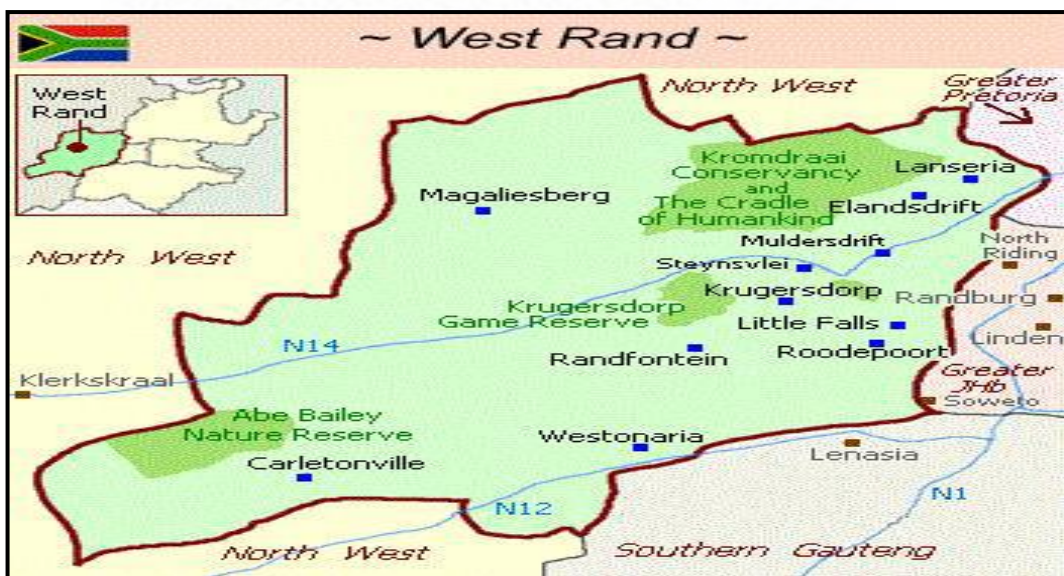 ~ West Rand ~
West
Rand
North West
Greater
Pretoria
Kromdraai
Conservancy
and
The Cradle
of Humankind
Lanseria
Magaliesberg
Elandsdrift
Muldersdrift
North
Riding
North West
Steynsvlei
Krugersdorp
Randburg
Krugersdorp
Game Reserve
Little Falls
Linden
N14
Randfontein
Roodepoort
Klerkskraal
Greater
JHb
Soweto
Abe Bailey
Nature Reserve
Westonaria
Lenasia
Carletonville
N12
N1
North West
Southern Gauteng